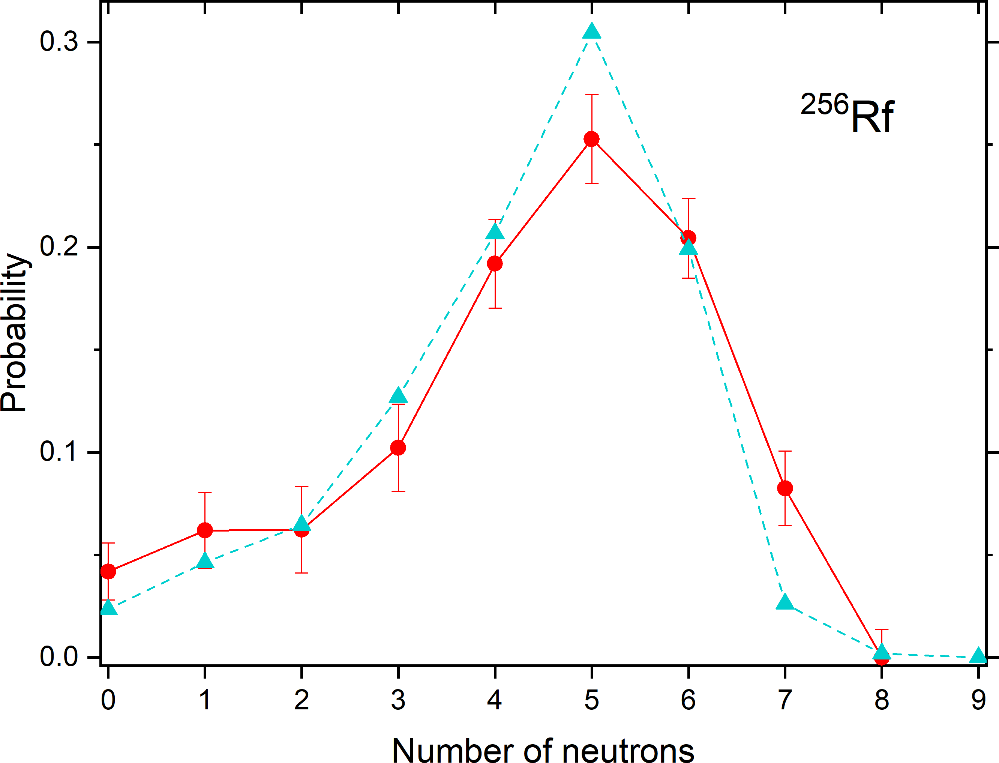 0.3
²⁵⁶Rf
0.2
0.1
0.0
Probability
0 1 2 3 4 5 6 7 8 9
Number of neutrons